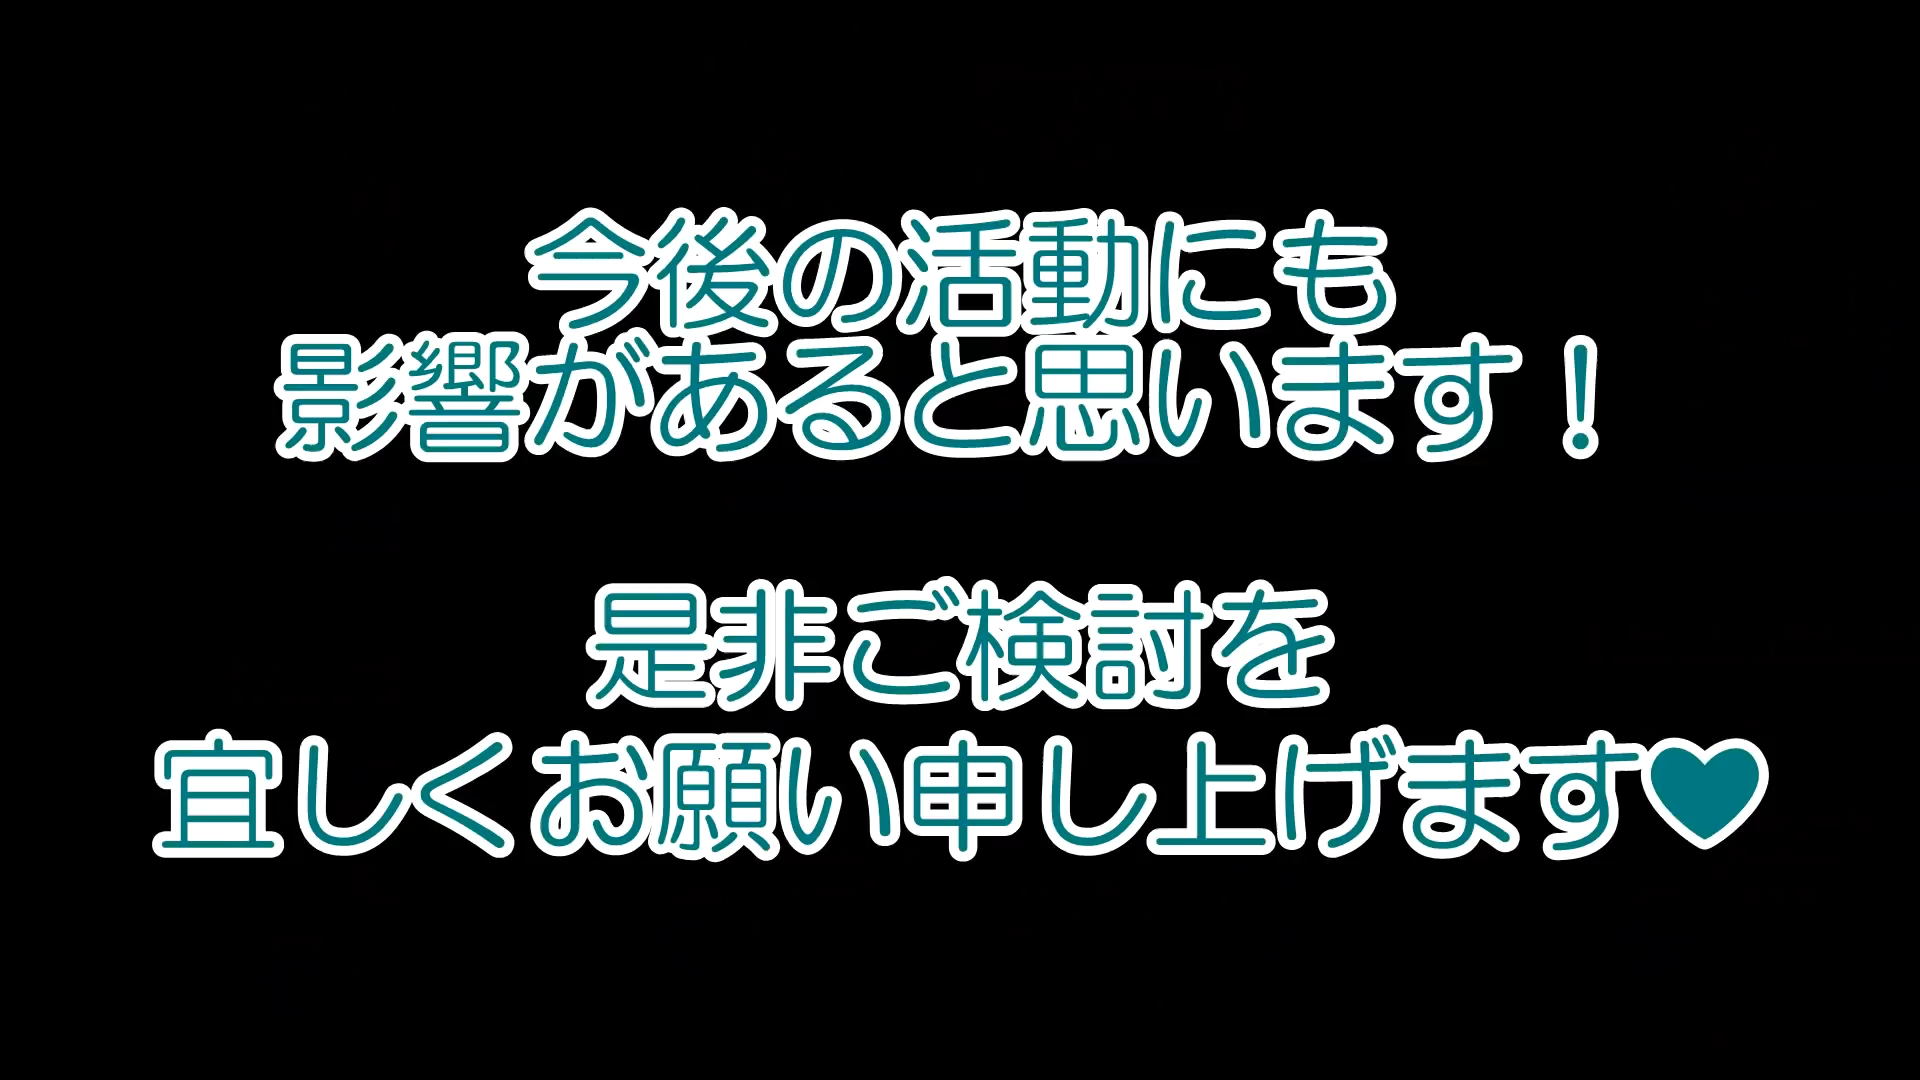 今後の活動にも
影響があると思います！
是非ご検討を
宜しくお願い申し上げます♥